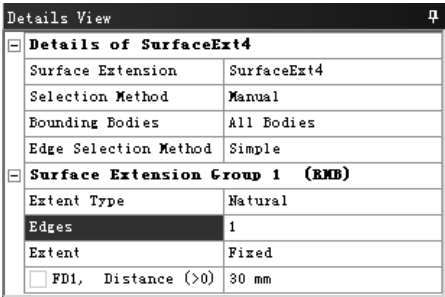 Details View
Details of SurfaceExt4
Surface Extension SurfaceExt4
Selection Method Manual
Bounding Bodies All Bodies
Edge Selection Method Simple
Surface Extension Group 1 (RMB)
Extent Type Natural
Edges 1
Extent Fixed
FD1, Distance (>0) 30 mm